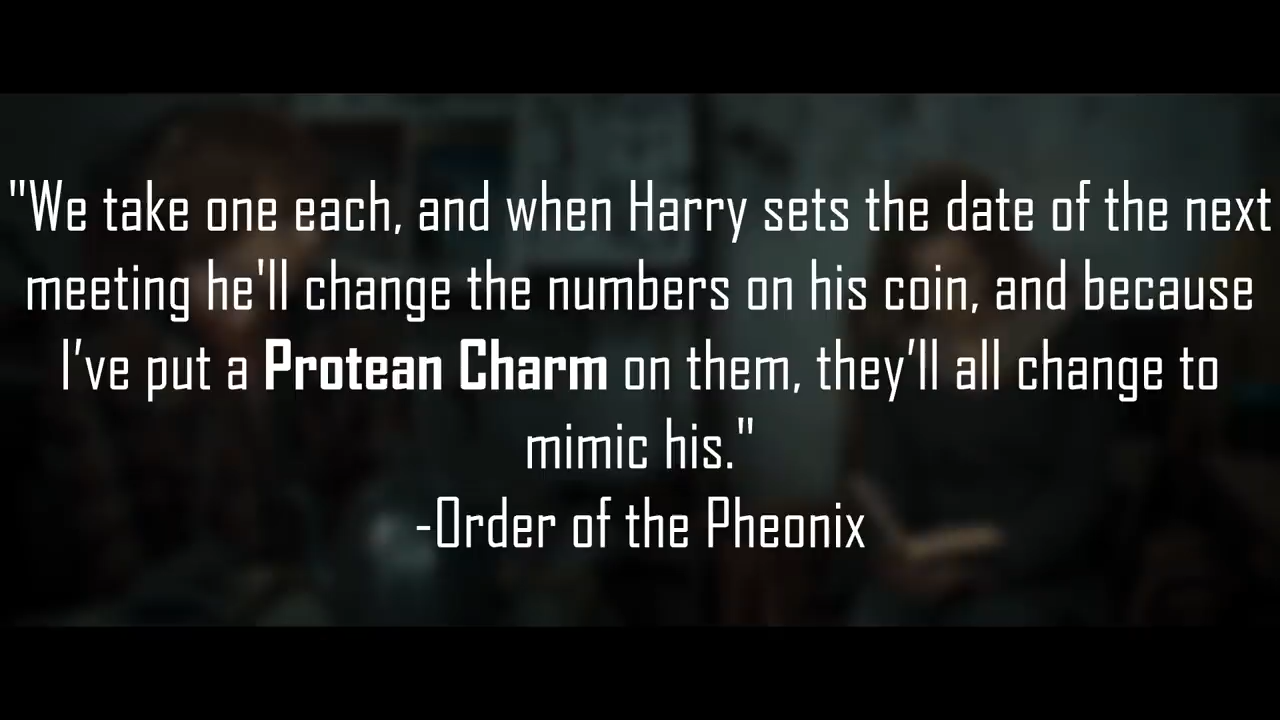 "We take one each, and when Harry sets the date of the next
meeting he'll change the numbers on his coin, and because
I’ve put a Protean Charm on them, they’ll all change to
mimic his."
-Order of the Pheonix